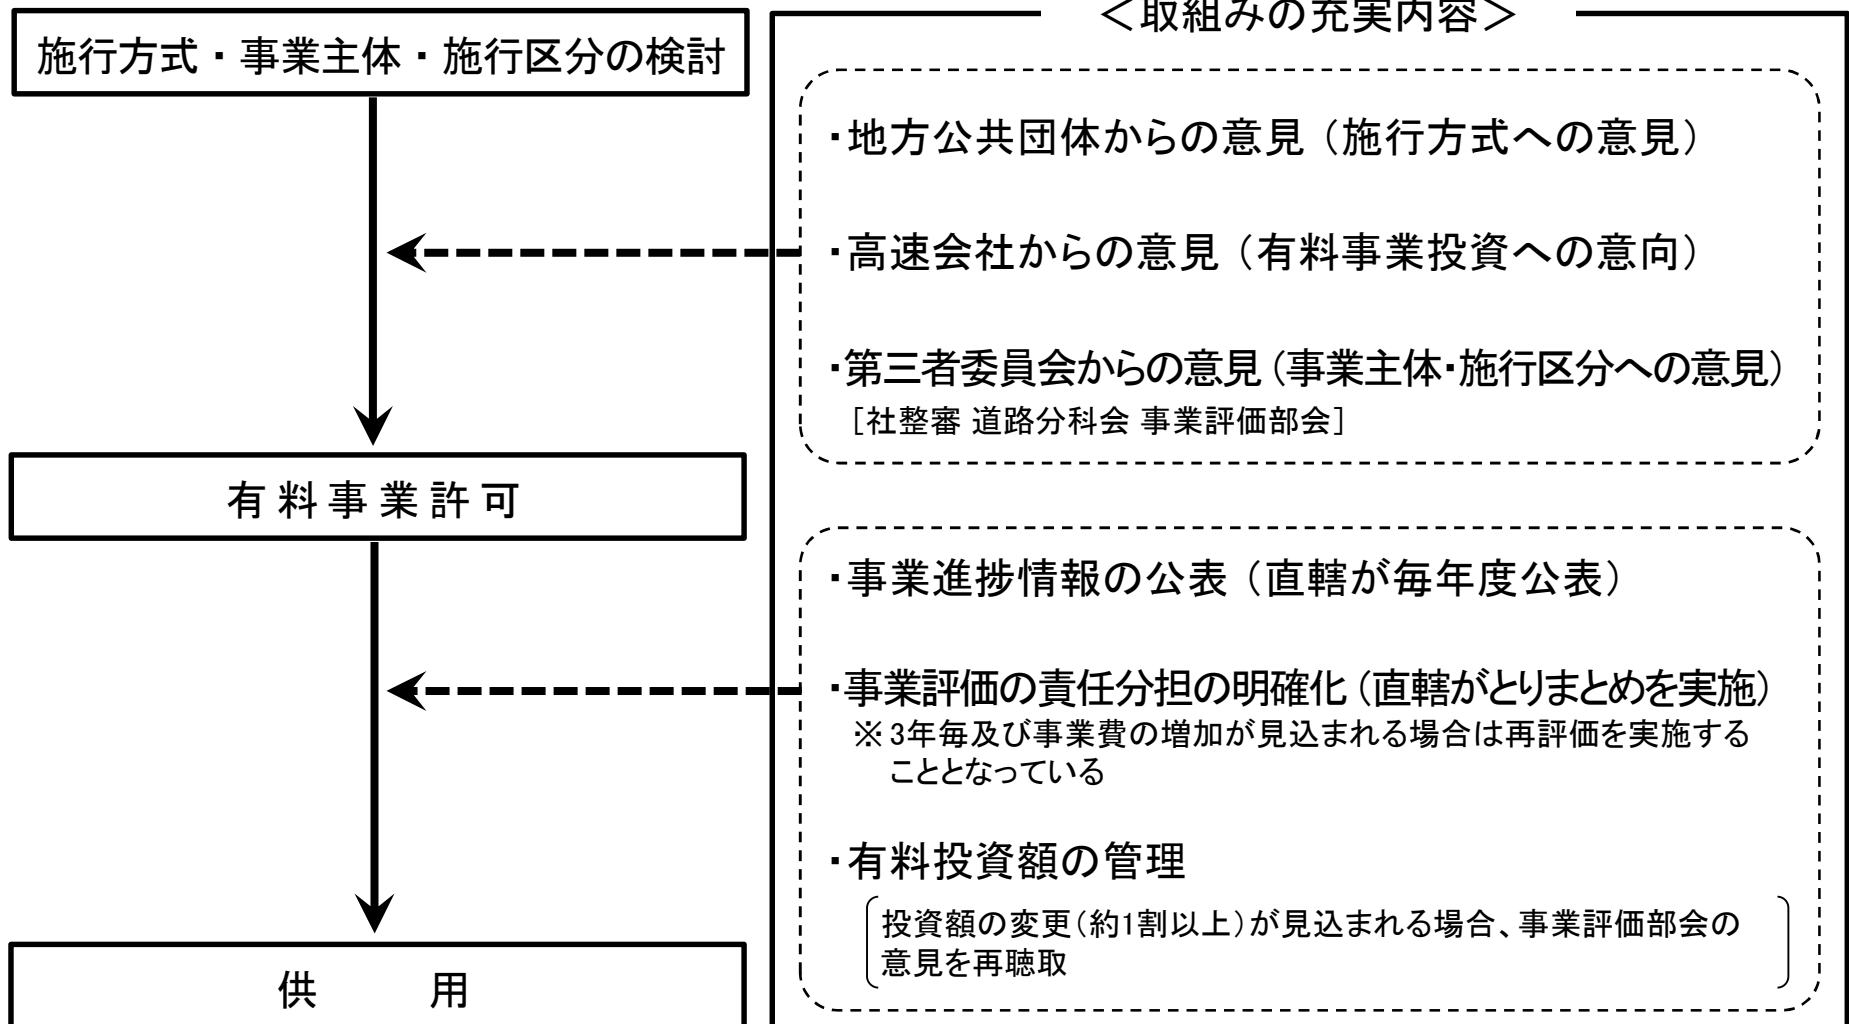 ＜取組みの充実内容＞
施行方式・事業主体・施行区分の検討
・地方公共団体からの意見（施行方式への意見）
・高速会社からの意見（有料事業投資への意向）
・第三者委員会からの意見（事業主体・施行区分への意見）
［社整審 道路分科会 事業評価部会］
有料事業許可
・事業進捗情報の公表（直轄が毎年度公表）
・事業評価の責任分担の明確化（直轄がとりまとめを実施）
※3年毎及び事業費の増加が見込まれる場合は再評価を実施する
こととなっている
・有料投資額の管理
投資額の変更（約1割以上）が見込まれる場合、事業評価部会の
意見を再聴取
供　用